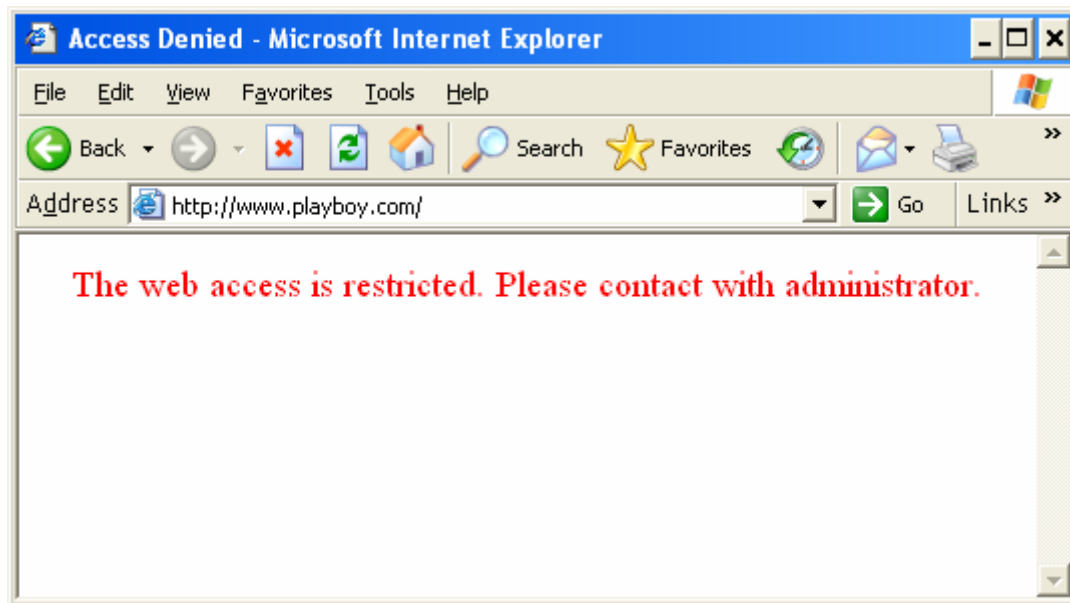 Access Denied - Microsoft Internet Explorer
File Edit View Favorites Tools Help
Back Search Favorites »
Address http://www.playboy.com/ Go Links »
The web access is restricted. Please contact with administrator.